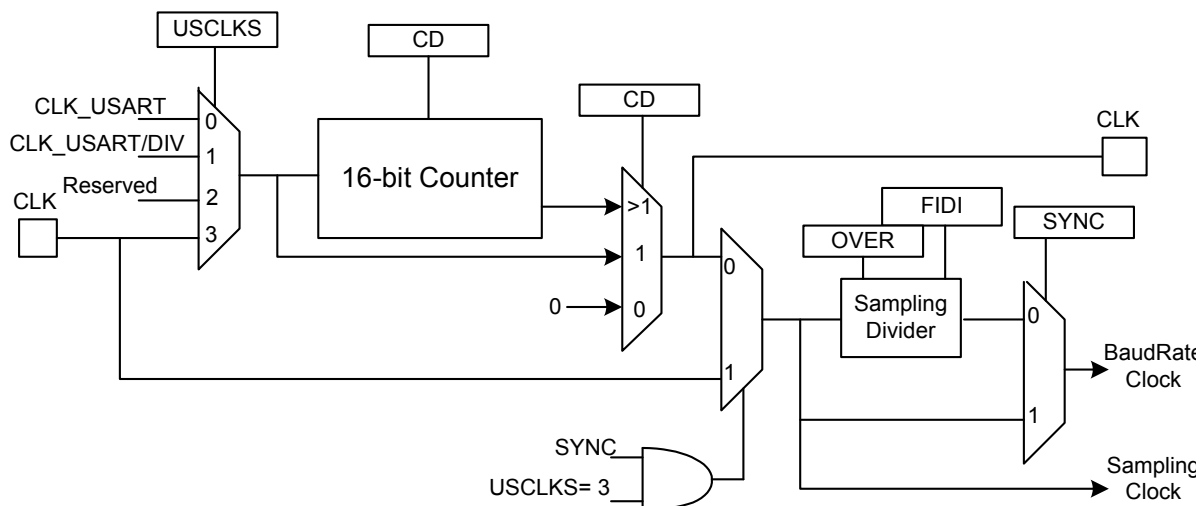 USCLKS
CD
CLK_USART
0
CLK_USART/DIV
1
Reserved
2
CLK
3
16-bit Counter
CD
>1
1
0
0
CLK
0
1
FIDI
OVER
SYNC
Sampling
Divider
0
1
BaudRate
Clock
SYNC
USCLKS= 3
Sampling
Clock